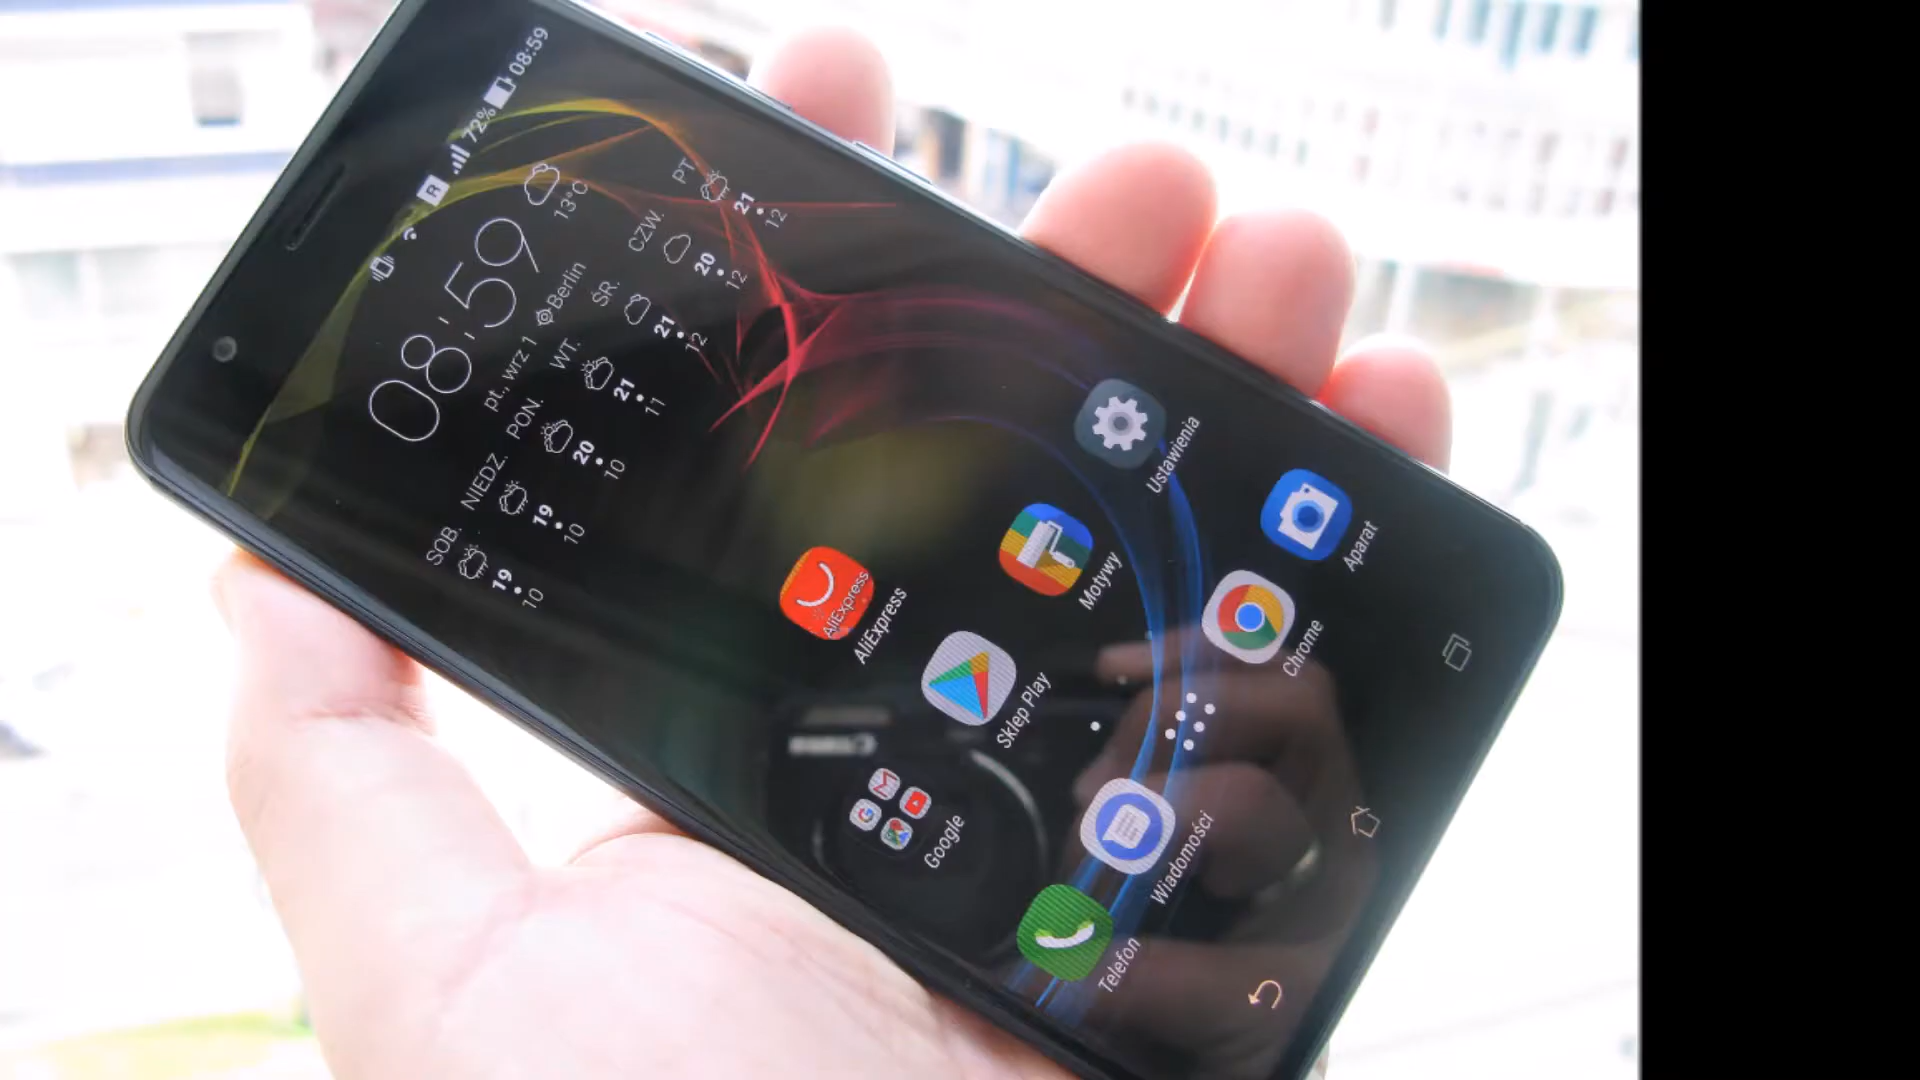 R 72% 08:59
08:59
13°C
pt., wrz 1 Berlin
SOB. NIEDZ. PON. WT. ŚR. CZW. PT.
19 19 20 21 21 20 21
10 10 10 11 12 12 12
AliExpress
AliExpress
Google
Sklep Play
Motywy
Ustawienia
Telefon
Wiadomości
Chrome
Aparat